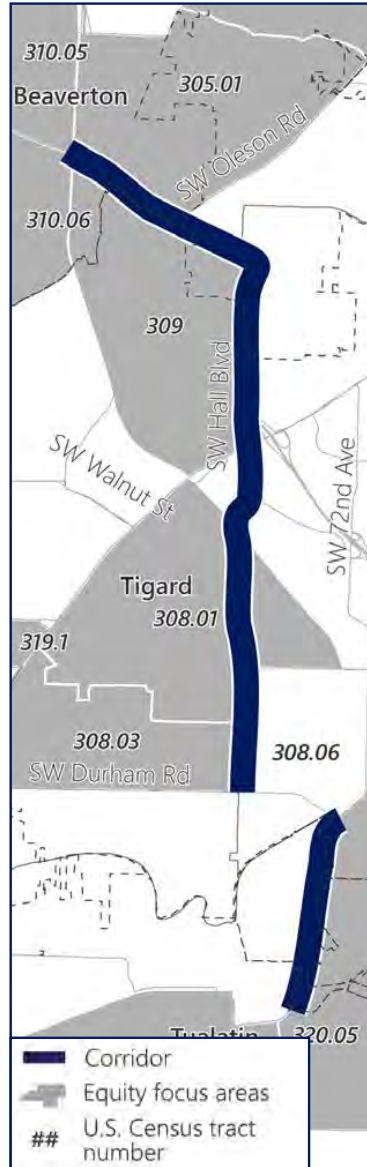 310.05
305.01
Beaverton
SW Oleson Rd
310.06
309
SW Hall Blvd
SW Walnut St
SW 72nd Ave
Tigard
308.01
319.1
308.03
308.06
SW Durham Rd
Tualatin
320.05
Corridor
Equity focus areas
## U.S. Census tract
number